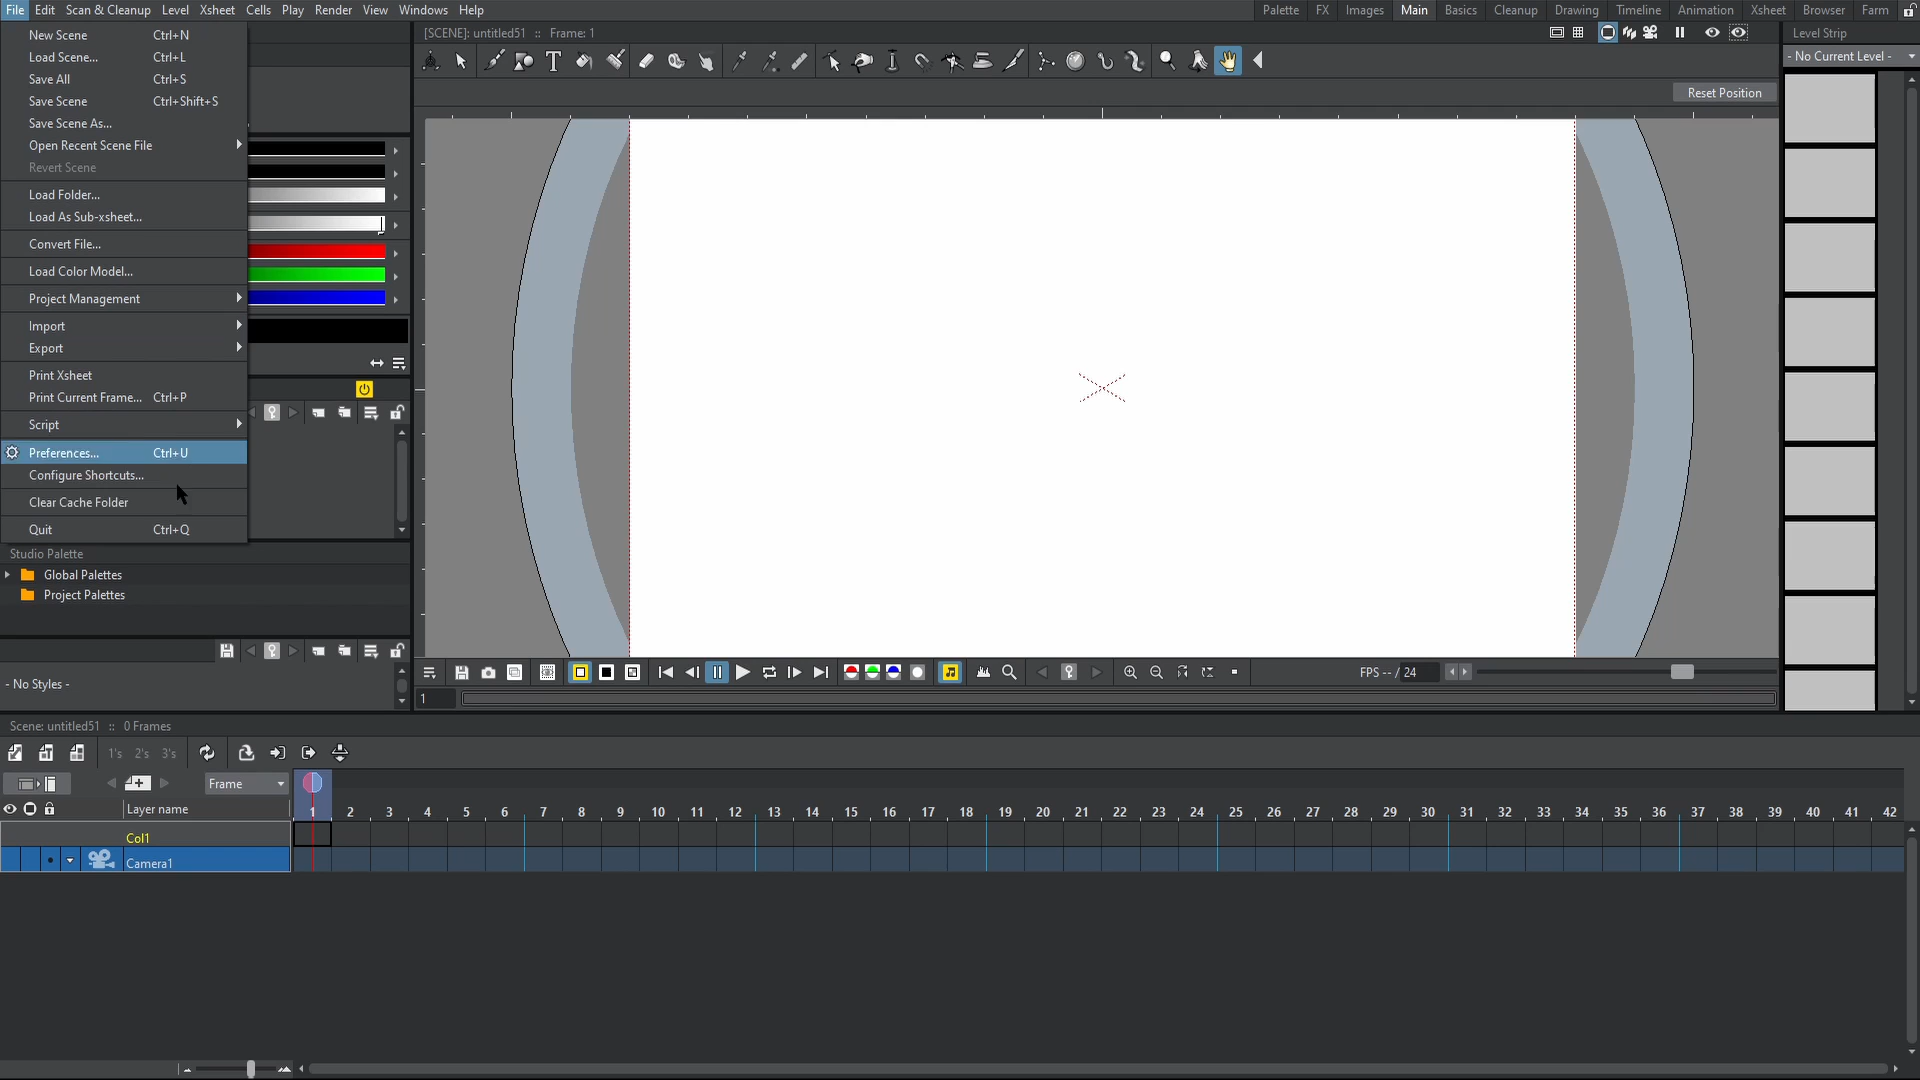 File Edit Scan & Cleanup Level Xsheet Cells Play Render View Windows Help
Palette FX Images Main Basics Cleanup Drawing Timeline Animation Xsheet Browser Farm
New Scene Ctrl+N
Load Scene... Ctrl+L
Save All Ctrl+S
Save Scene Ctrl+Shift+S
Save Scene As...
Open Recent Scene File
Revert Scene
Load Folder...
Load As Sub-xsheet...
Convert File...
Load Color Model...
Project Management
Import
Export
Print Xsheet
Print Current Frame... Ctrl+P
Script
Preferences... Ctrl+U
Configure Shortcuts...
Clear Cache Folder
Quit Ctrl+Q
[SCENE]: untitled51 :: Frame: 1
Reset Position
Level Strip
- No Current Level -
Studio Palette
Global Palettes
Project Palettes
- No Styles -
FPS -- / 24
1
Scene: untitled51 :: 0 Frames
1's 2's 3's
Frame
Layer name
1 2 3 4 5 6 7 8 9 10 11 12 13 14 15 16 17 18 19 20 21 22 23 24 25 26 27 28 29 30 31 32 33 34 35 36 37 38 39 40 41 42
Col1
Camera1